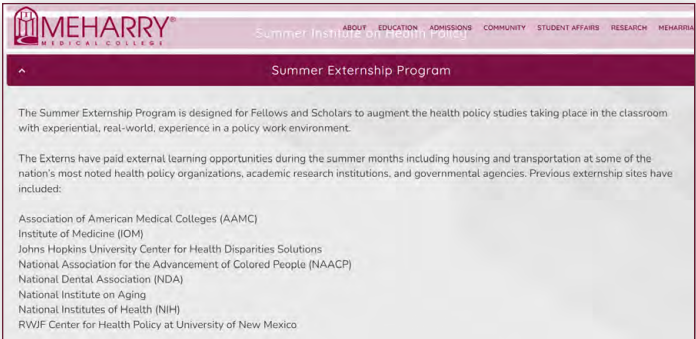 MEHARRY®
MEDICAL COLLEGE
ABOUT EDUCATION ADMISSIONS COMMUNITY STUDENT AFFAIRS RESEARCH MEHARRIA
Summer Institute on Health Policy
Summer Externship Program
The Summer Externship Program is designed for Fellows and Scholars to augment the health policy studies taking place in the classroom
with experiential, real-world, experience in a policy work environment.
The Externs have paid external learning opportunities during the summer months including housing and transportation at some of the
nation's most noted health policy organizations, academic research institutions, and governmental agencies. Previous externship sites have
included:
Association of American Medical Colleges (AAMC)
Institute of Medicine (IOM)
Johns Hopkins University Center for Health Disparities Solutions
National Association for the Advancement of Colored People (NAACP)
National Dental Association (NDA)
National Institute on Aging
National Institutes of Health (NIH)
RWJF Center for Health Policy at University of New Mexico